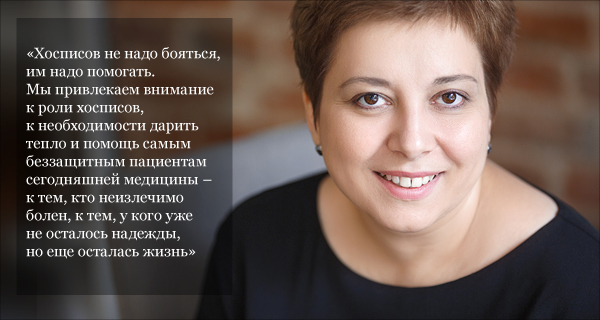 «Хосписов не надо бояться,
им надо помогать.
Мы привлекаем внимание
к роли хосписов,
к необходимости дарить
тепло и помощь самым
беззащитным пациентам
сегодняшней медицины –
к тем, кто неизлечимо
болен, к тем, у кого уже
не осталось надежды,
но еще осталась жизнь»